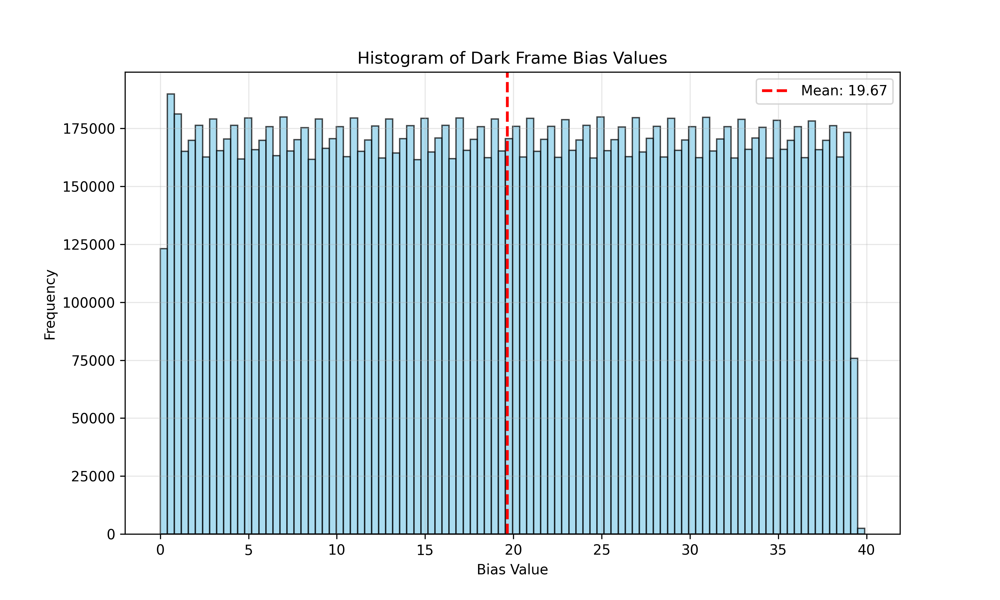 Histogram of Dark Frame Bias Values
Mean: 19.67
175000
150000
125000
100000
75000
50000
25000
0
Frequency
0 5 10 15 20 25 30 35 40
Bias Value